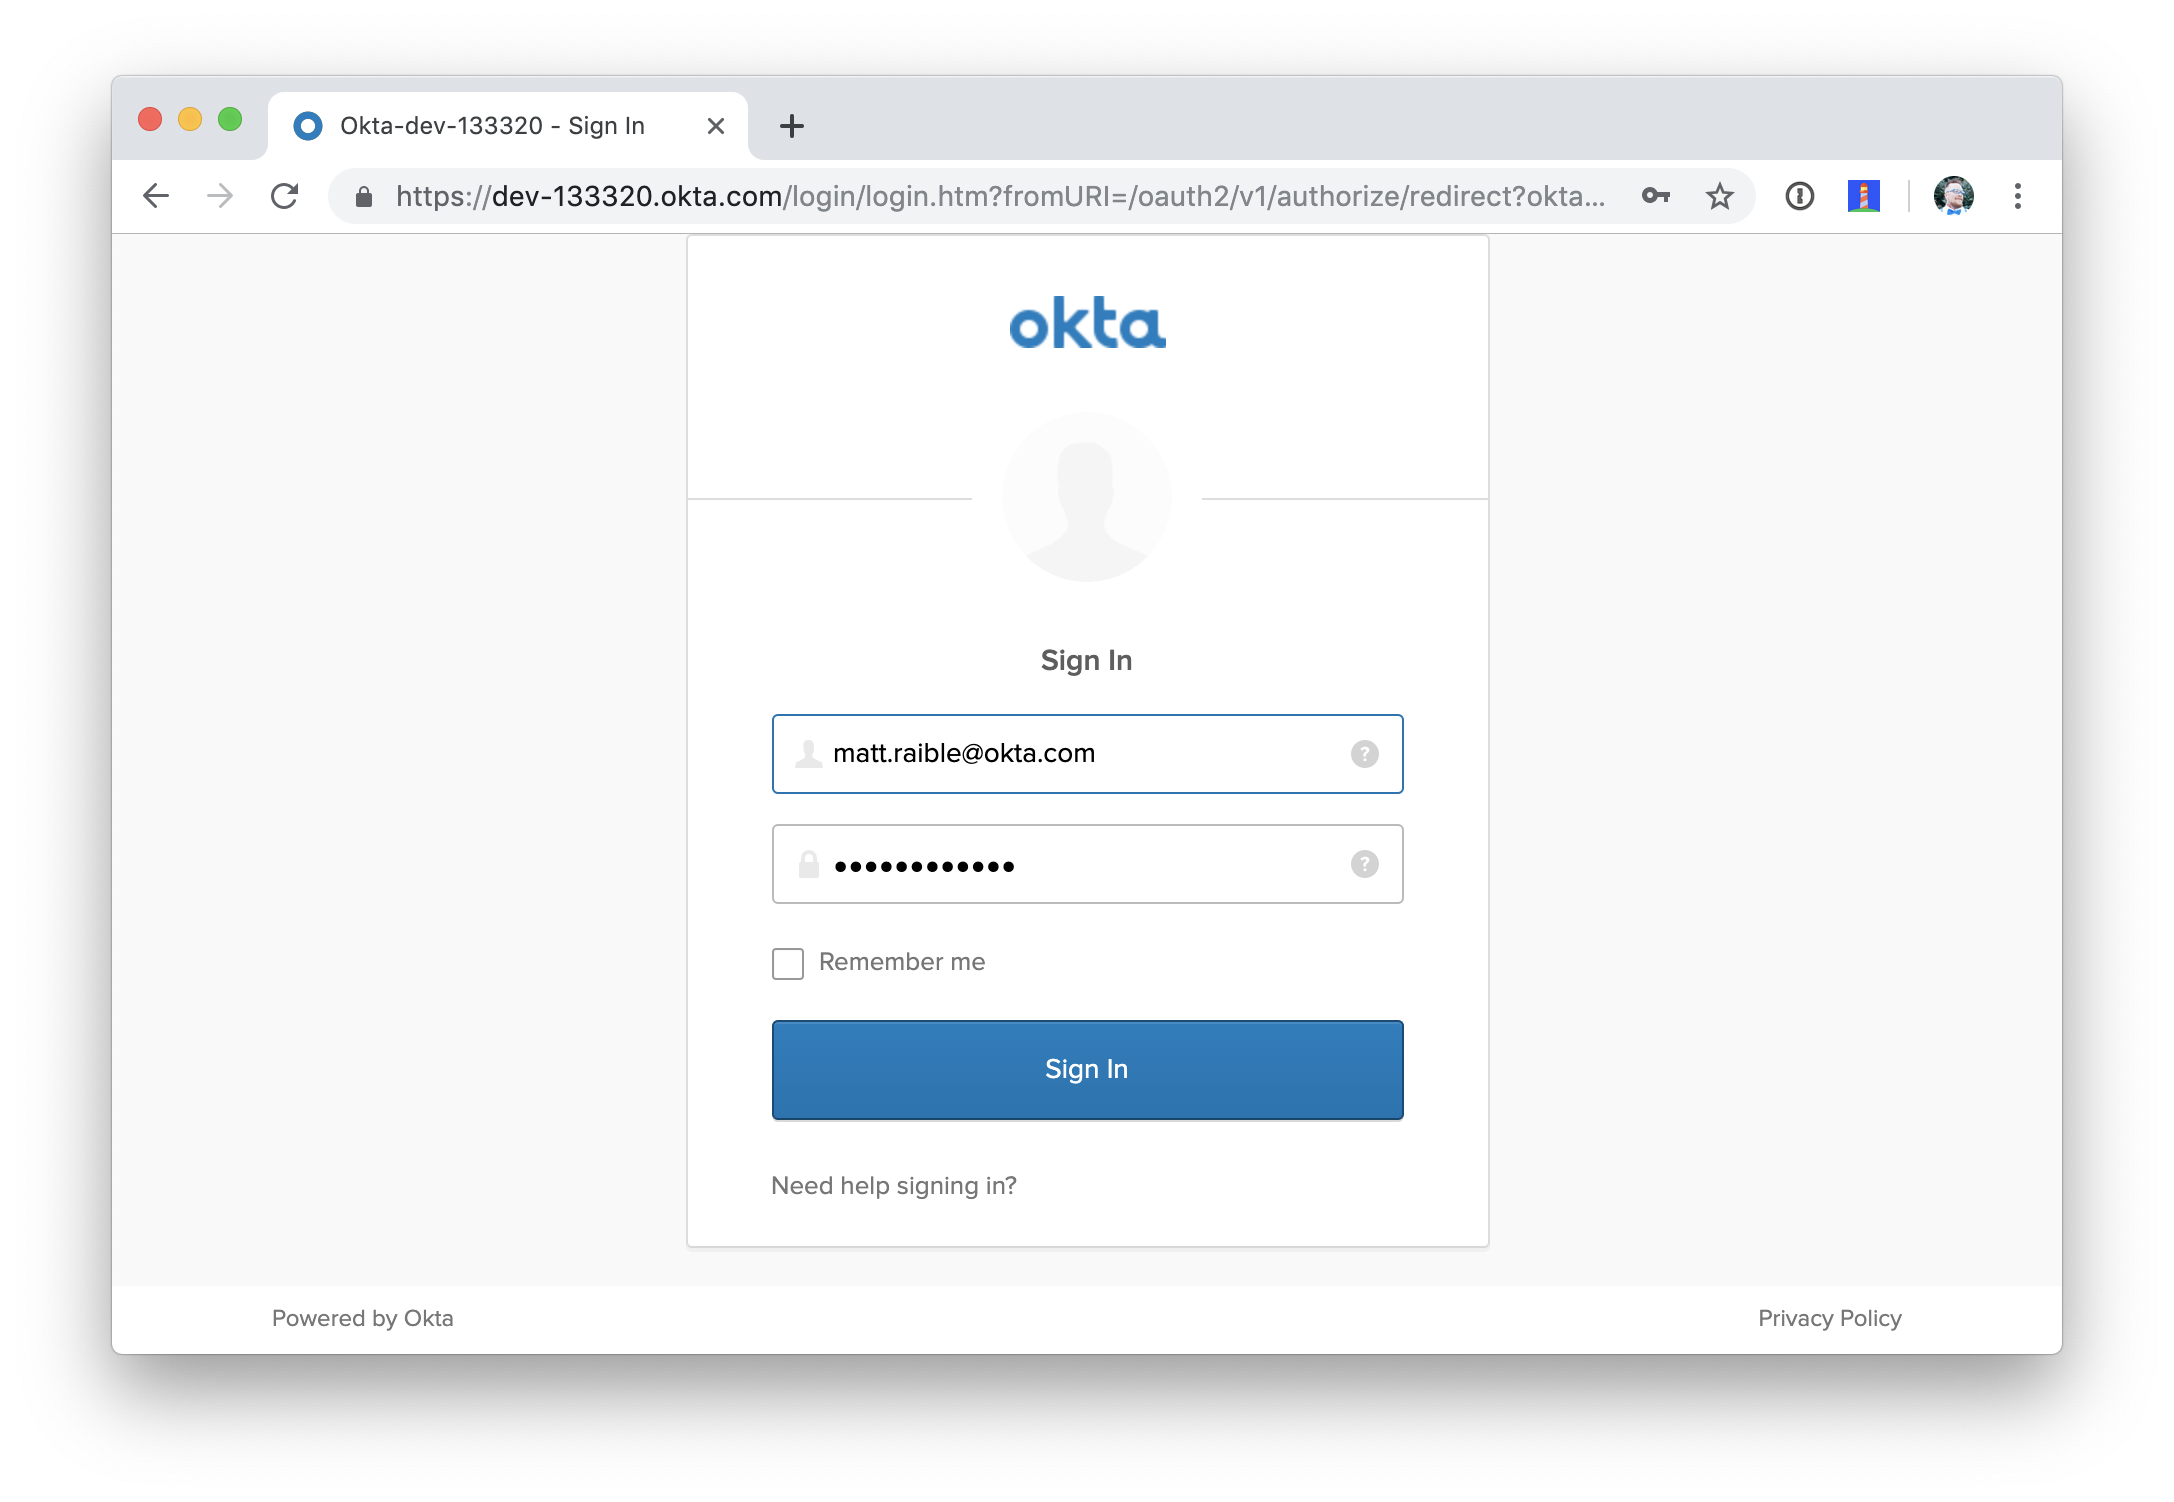 Okta-dev-133320 - Sign In
https://dev-133320.okta.com/login/login.htm?fromURI=/oauth2/v1/authorize/redirect?okta...
okta
Sign In
matt.raible@okta.com
Remember me
Sign In
Need help signing in?
Powered by Okta
Privacy Policy